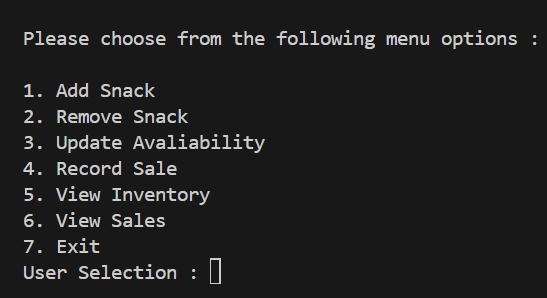 Please choose from the following menu options :
1. Add Snack
2. Remove Snack
3. Update Avaliability
4. Record Sale
5. View Inventory
6. View Sales
7. Exit
User Selection :